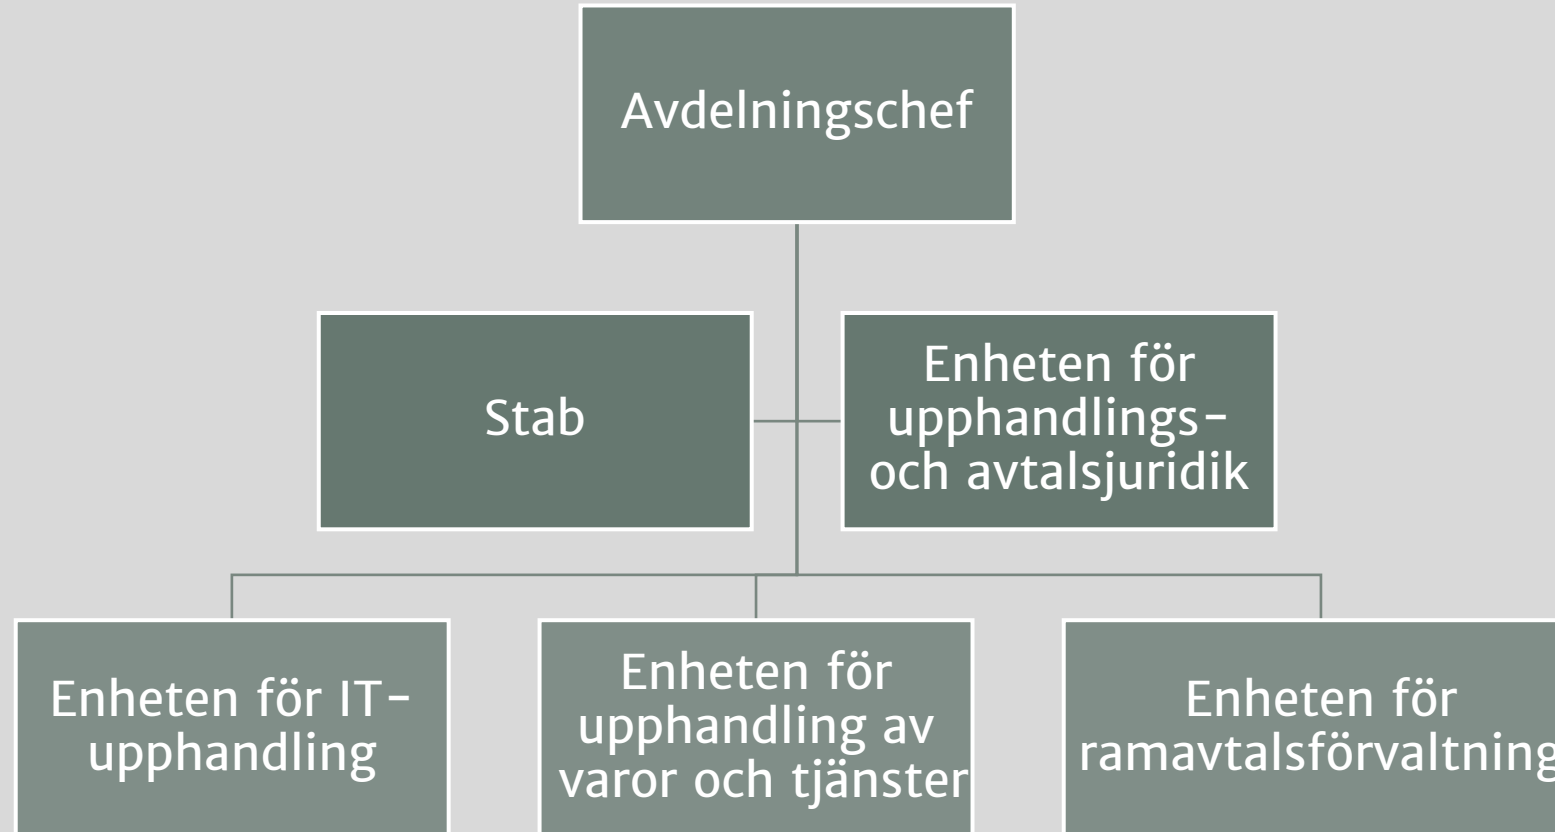 Avdelningschef
Stab
Enheten för
upphandlings-
och avtalsjuridik
Enheten för IT-
upphandling
Enheten för
upphandling av
varor och tjänster
Enheten för
ramavtalsförvaltning